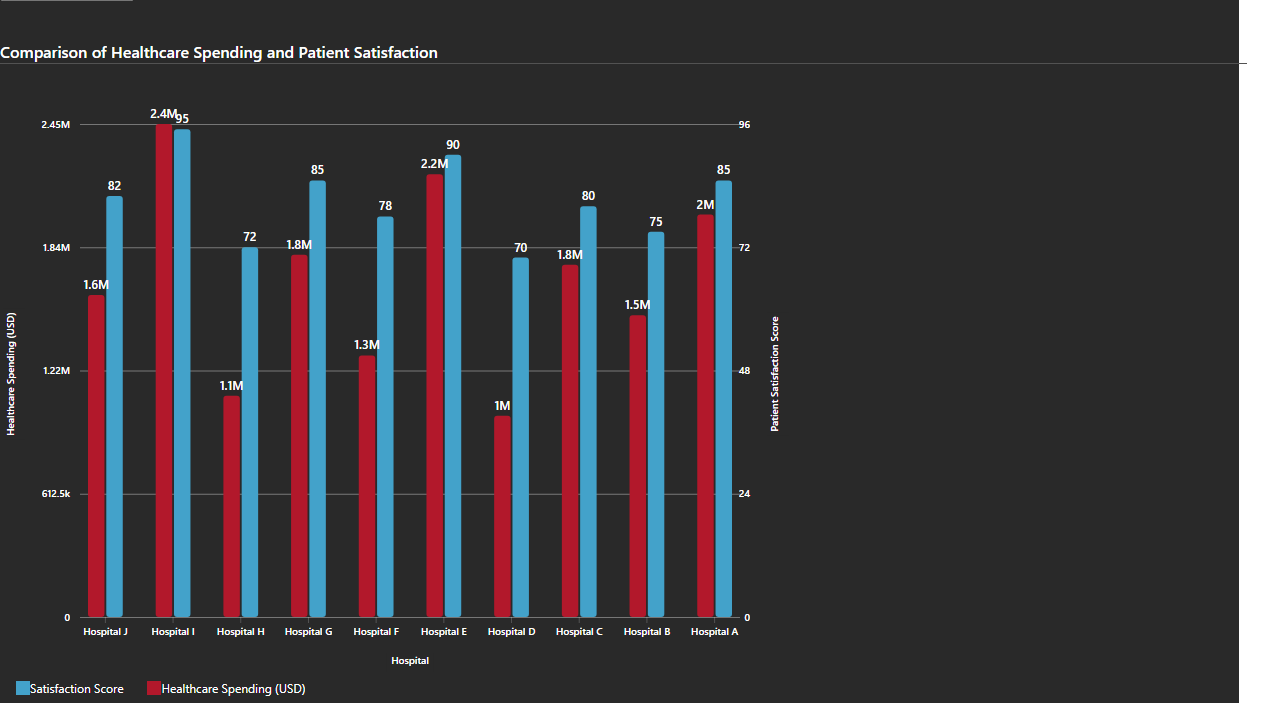 Comparison of Healthcare Spending and Patient Satisfaction
2.4M 95
2.45M 96
90
2.2M
85 85
82
80
78
2M
75
72
1.8M 1.84M 70 72
1.8M
1.6M
1.5M
1.3M
1.22M 48
1.1M
1M
612.5k 24
0 0
Healthcare Spending (USD)
Patient Satisfaction Score
Hospital J Hospital I Hospital H Hospital G Hospital F Hospital E Hospital D Hospital C Hospital B Hospital A
Hospital
Satisfaction Score Healthcare Spending (USD)